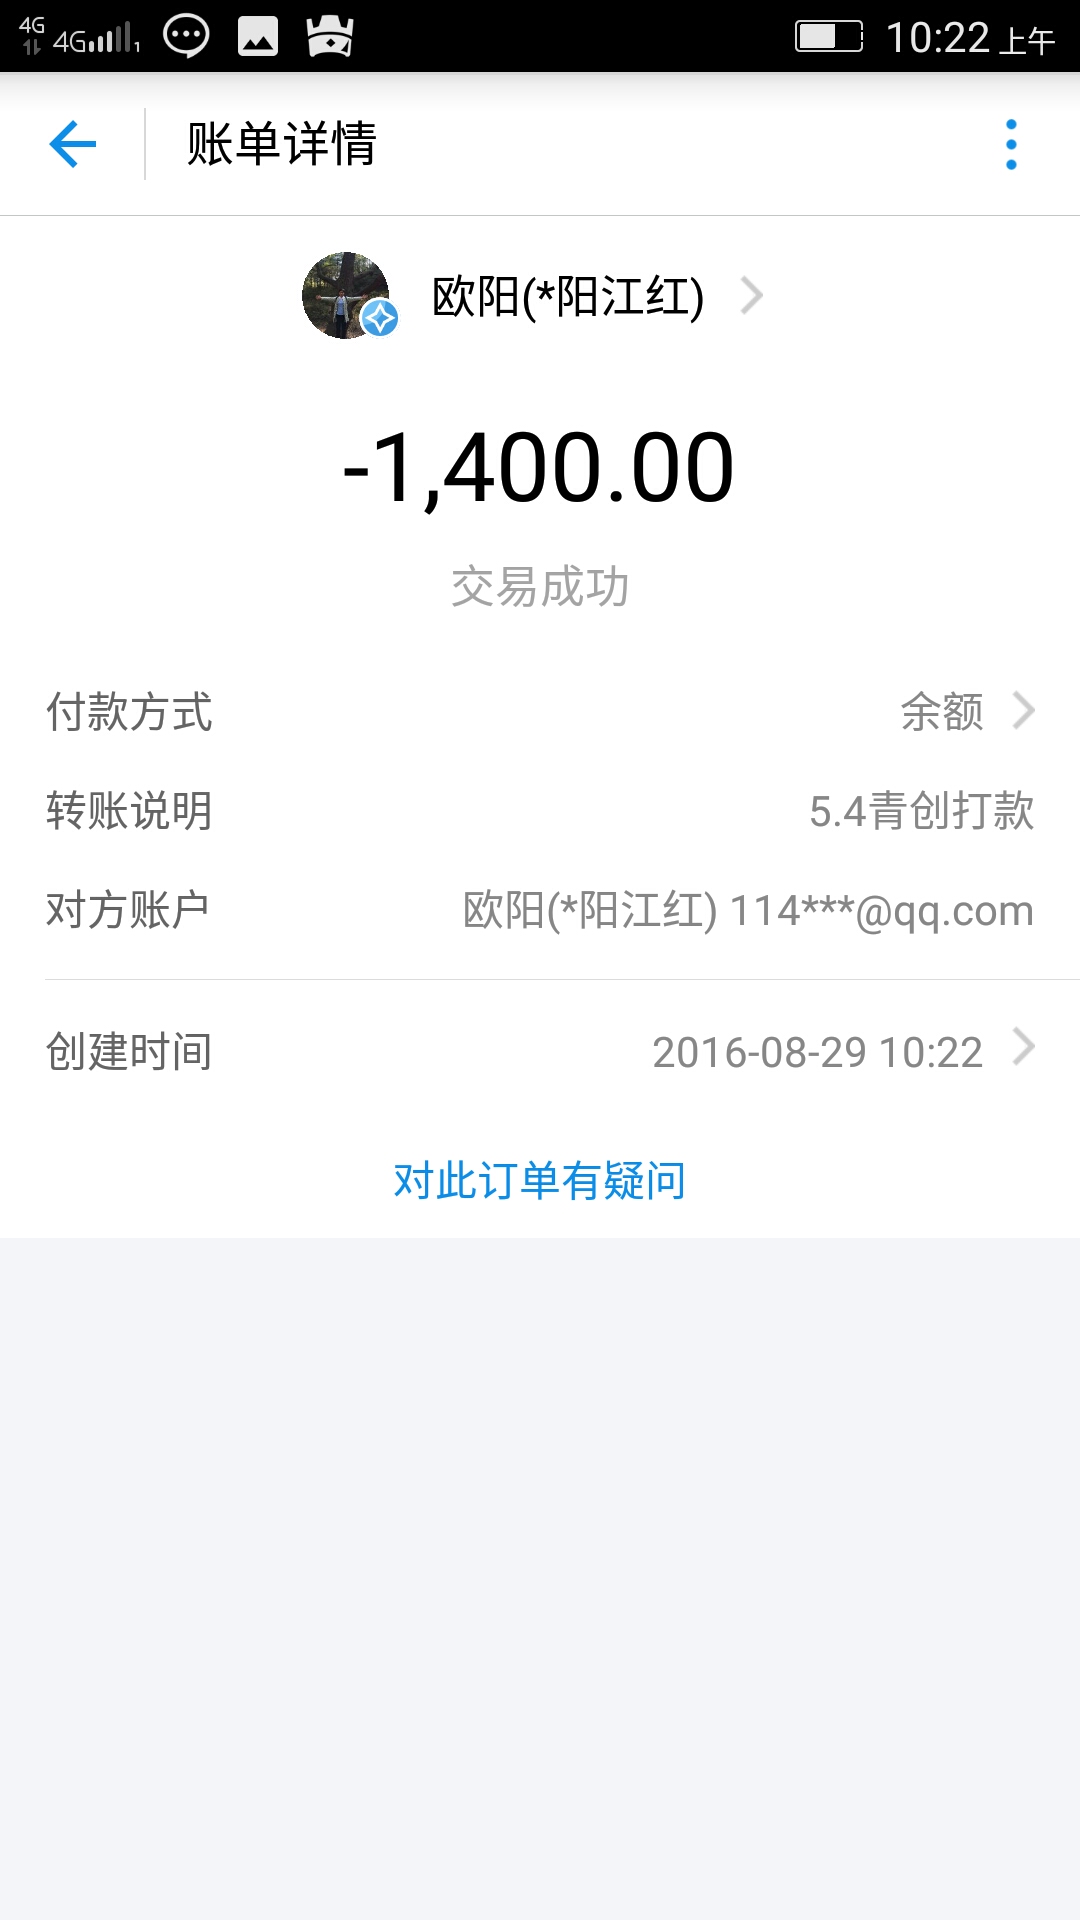 4G 4G 1 10:22 上午
账单详情
欧阳(*阳江红)
-1,400.00
交易成功
付款方式 余额
转账说明 5.4青创打款
对方账户 欧阳(*阳江红) 114***@qq.com
创建时间 2016-08-29 10:22
对此订单有疑问